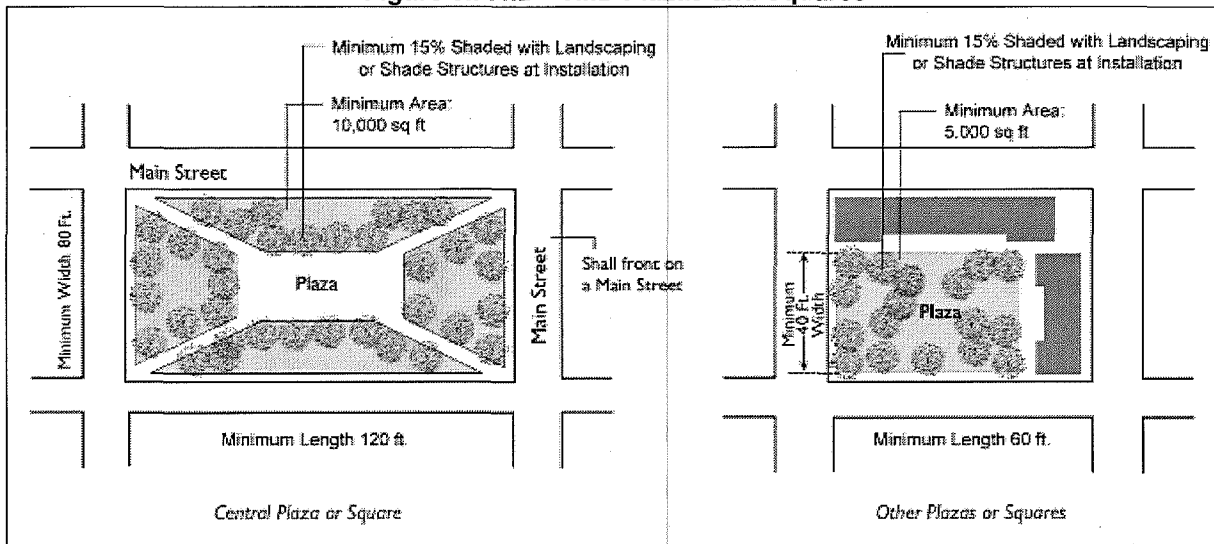 Minimum 15% Shaded with Landscaping
or Shade Structures at Installation
Minimum Area:
10,000 sq ft
Main Street
Minimum Width 80 Ft.
Plaza
Main Street
Shall front on
a Main Street
Minimum Length 120 ft.
Central Plaza or Square
Minimum 15% Shaded with Landscaping
or Shade Structures at Installation
Minimum Area:
5.000 sq ft
Minimum
40 Ft.
Width
Plaza
Minimum Length 60 ft.
Other Plazas or Squares